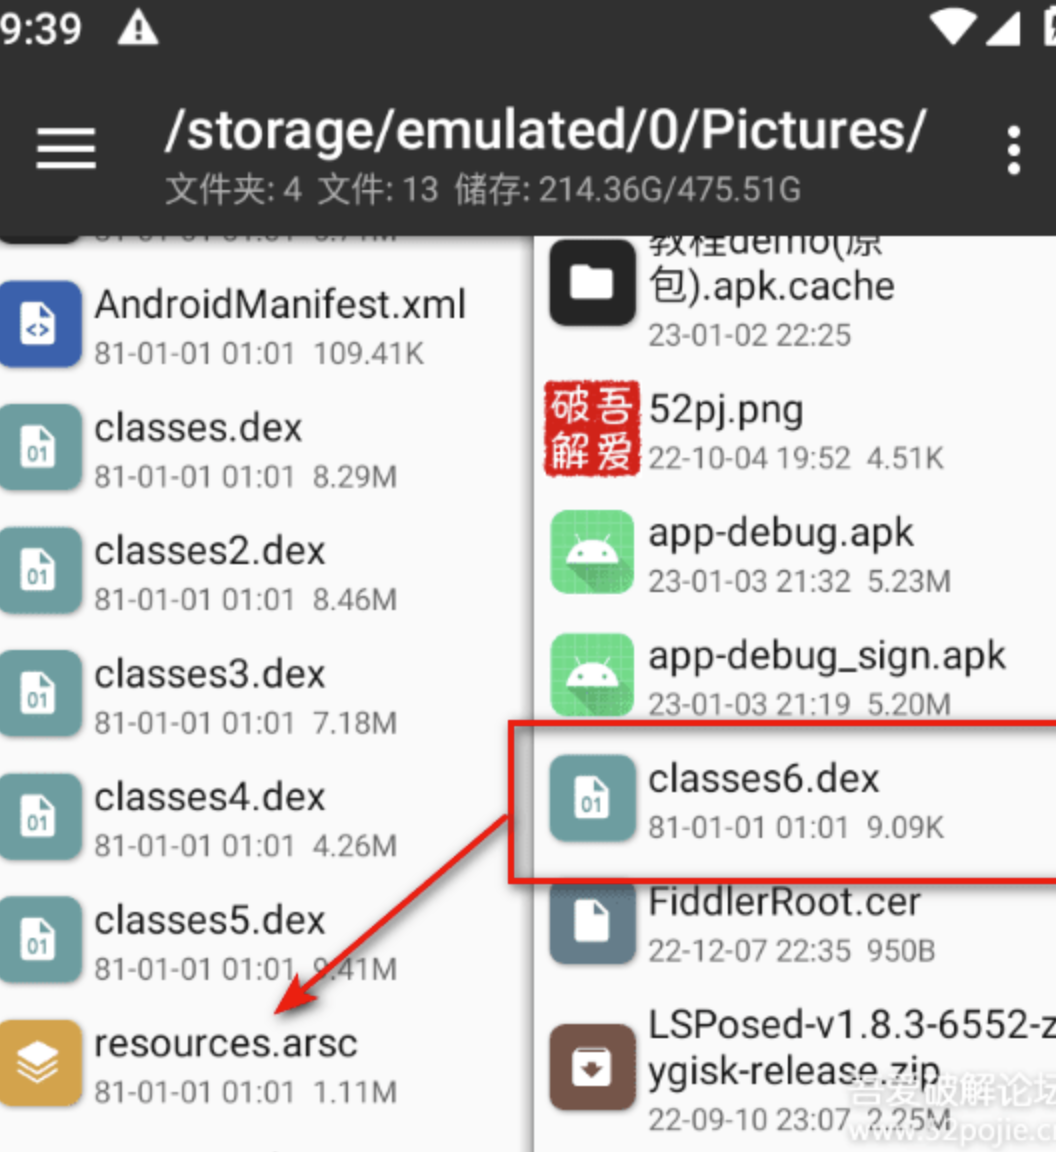 9:39
/storage/emulated/0/Pictures/
文件夹: 4 文件: 13 储存: 214.36G/475.51G
AndroidManifest.xml
81-01-01 01:01 109.41K
classes.dex
81-01-01 01:01 8.29M
classes2.dex
81-01-01 01:01 8.46M
classes3.dex
81-01-01 01:01 7.18M
classes4.dex
81-01-01 01:01 4.26M
classes5.dex
81-01-01 01:01 9.41M
resources.arsc
81-01-01 01:01 1.11M
教程demo(原
包).apk.cache
23-01-02 22:25
破吾
解爱
52pj.png
22-10-04 19:52 4.51K
app-debug.apk
23-01-03 21:32 5.23M
app-debug_sign.apk
23-01-03 21:19 5.20M
classes6.dex
81-01-01 01:01 9.09K
FiddlerRoot.cer
22-12-07 22:35 950B
LSPosed-v1.8.3-6552-z
ygisk-release.zip
22-09-10 23:07 2.25M
吾爱破解论坛
www.52pojie.c